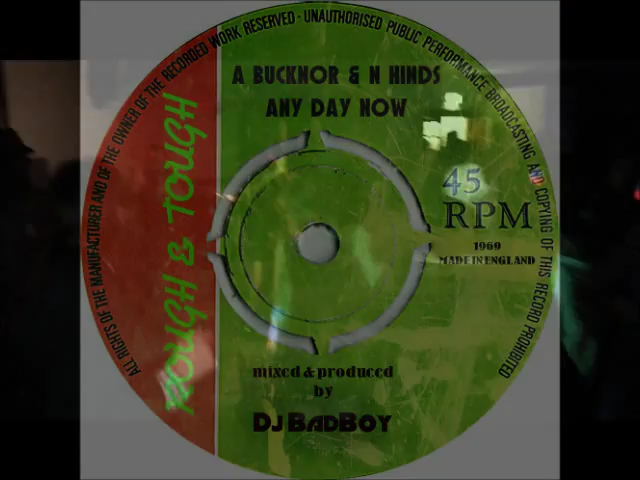 ALL RIGHTS OF THE MANUFACTURER AND OF THE OWNER OF THE RECORDED WORK RESERVED - UNAUTHORISED PUBLIC PERFORMANCE BROADCASTING AND COPYING OF THIS RECORD PROHIBITED
ROUGH & TOUGH
A BUCKNOR & N HINDS
ANY DAY NOW
45
RPM
1969
MADE IN ENGLAND
mixed & produced
by
DJ BADBOY